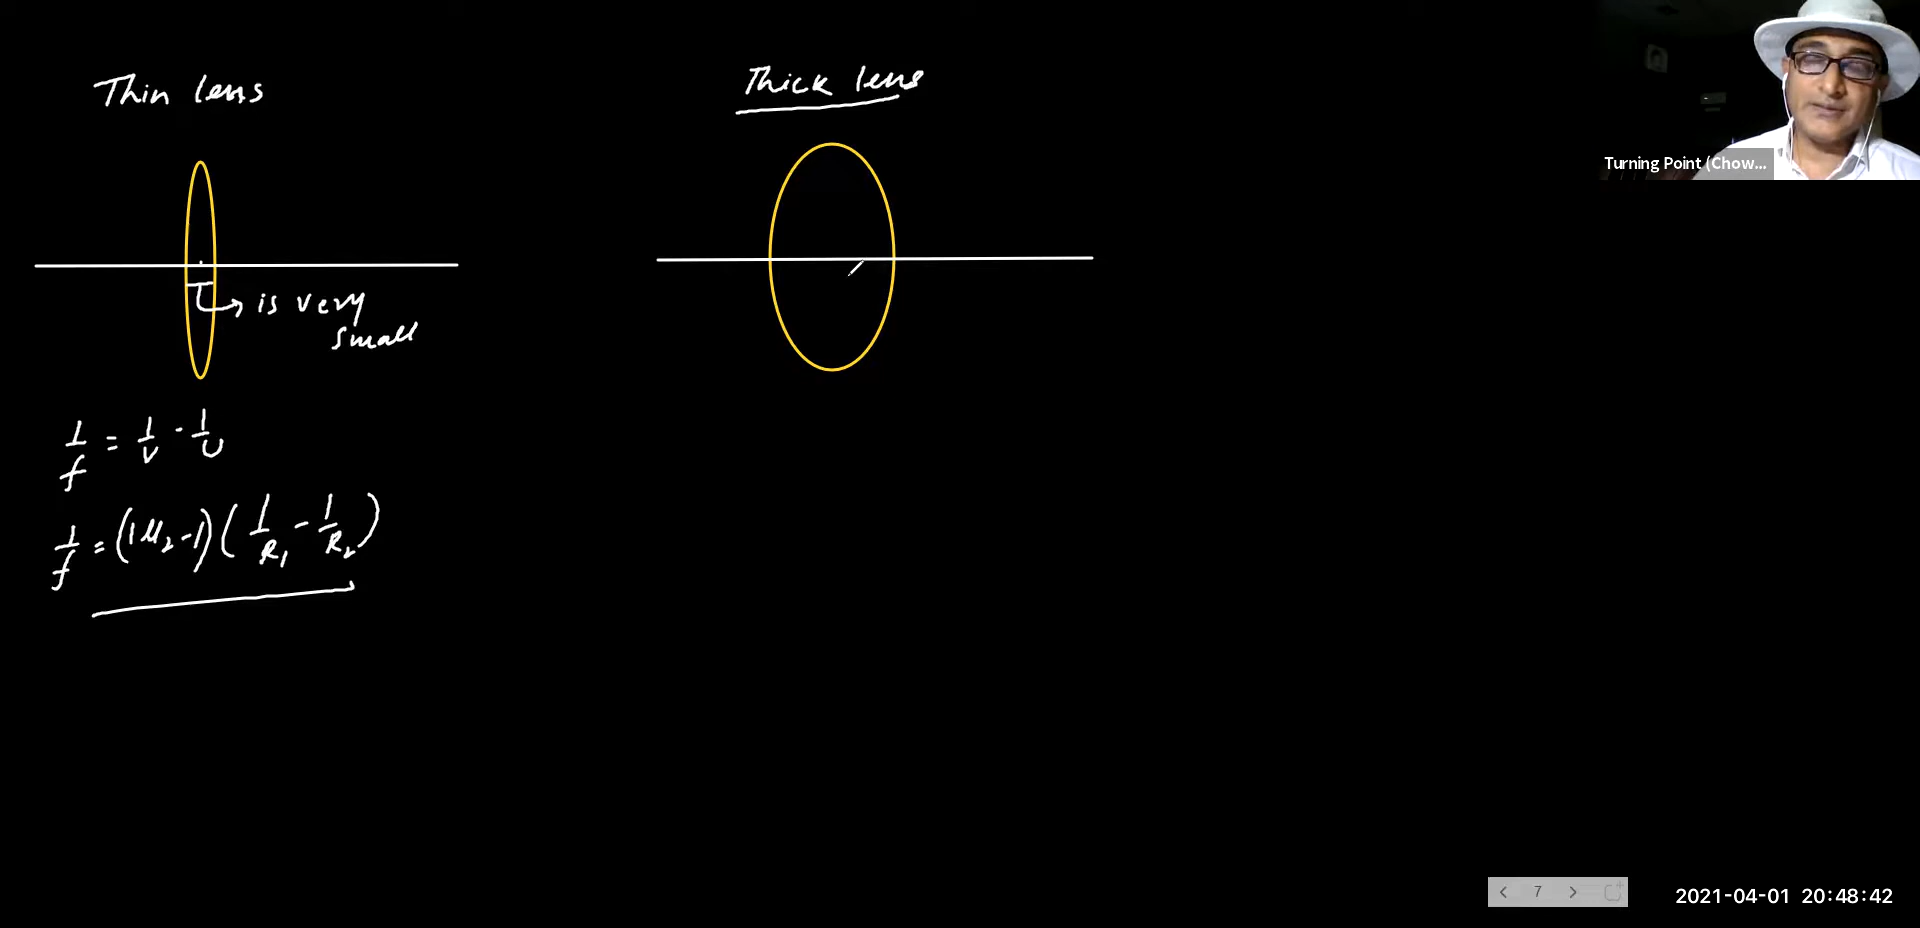 Thin lens
is very
small
1/f = 1/v - 1/u
1/f = (1μ2 - 1) (1/R1 - 1/R2)
Thick lens
Turning Point (Chow...
7
2021-04-01 20:48:42